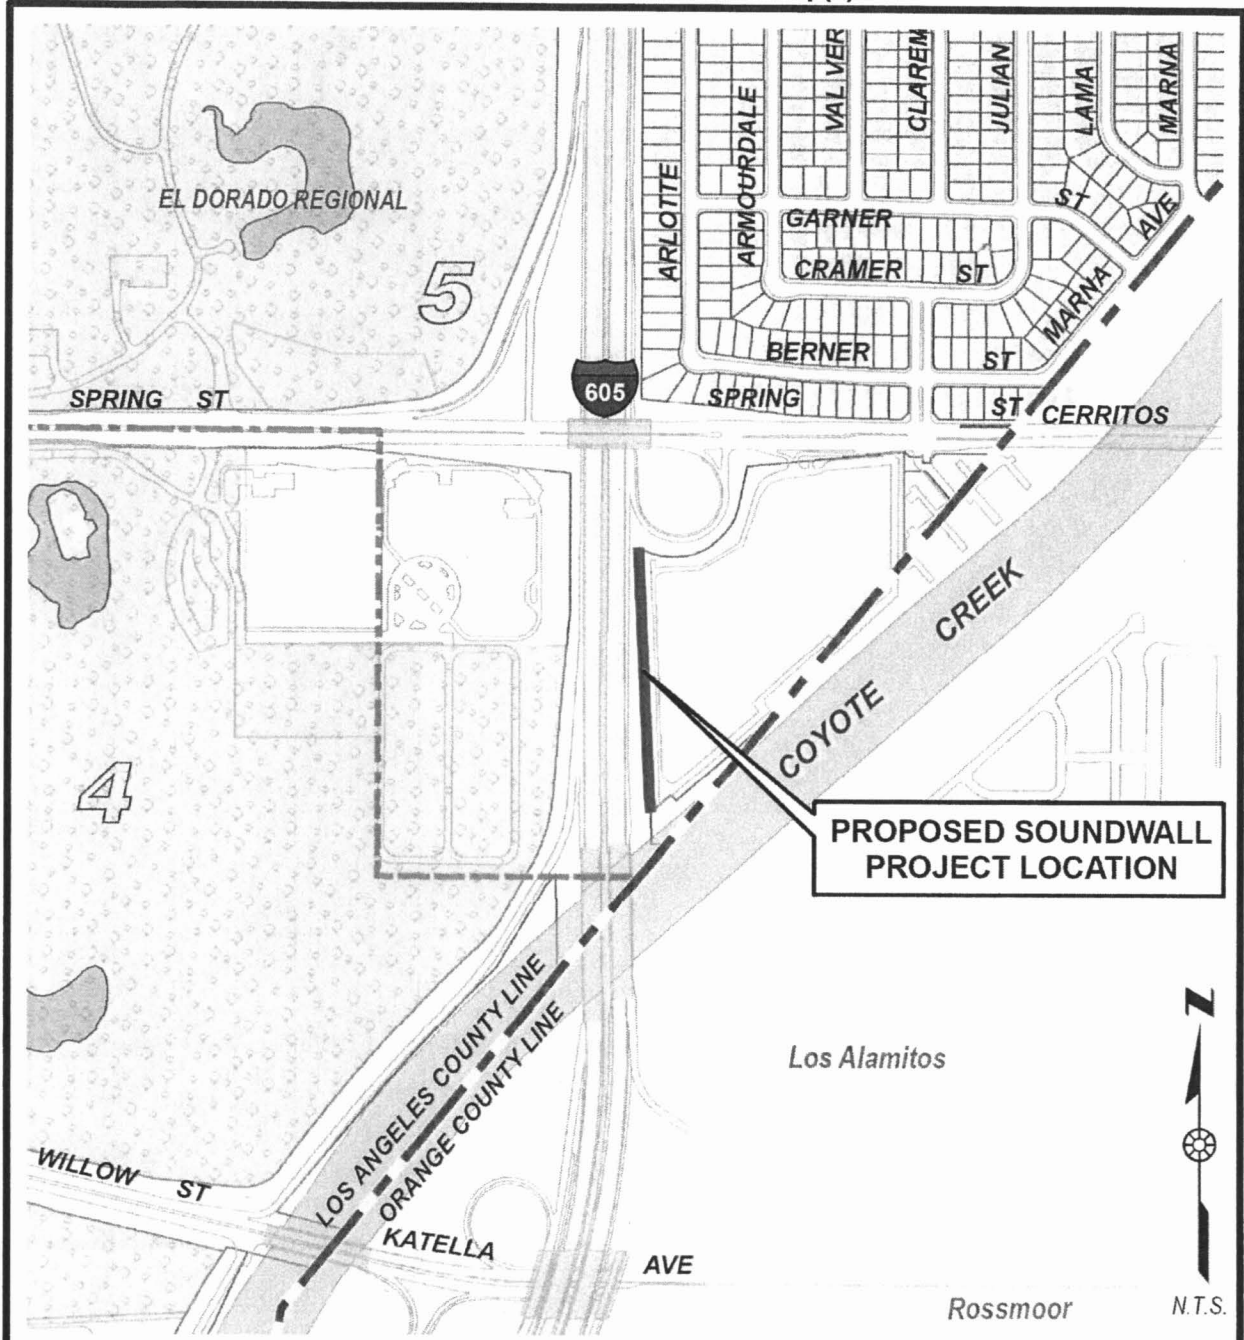 VALIVER
CLAREM
JULIAN
LAMA
MARNA
ARLOTTE
ARMOURDALE
EL DORADO REGIONAL
GARNER ST
MARNA AVE
CRAMER ST
5
BERNER ST
605
SPRING ST
SPRING ST
CERRITOS
COYOTE CREEK
4
PROPOSED SOUNDWALL
PROJECT LOCATION
LOS ANGELES COUNTY LINE
ORANGE COUNTY LINE
Los Alamitos
Z
WILLOW ST
KATELLA AVE
Rossmoor
N.T.S.